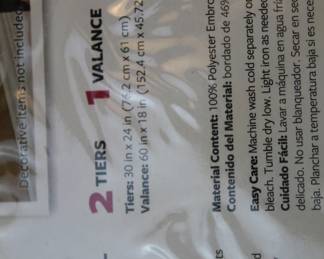 Decorative items not included
2 TIERS 1 VALANCE
Tiers: 30 in x 24 in (76.2 cm x 61 cm)
Valance: 60 in x 18 in (152.4 cm x 45.72
Material Content: 100% Polyester Embro
Contenido del Material: bordado de 469
Easy Care: Machine wash cold separately o
bleach. Tumble dry low. Light iron as needed
Cuidado Fácil: Lavar a máquina en agua frí
delicado. No usar blanqueador. Secar en sec
baja. Planchar a temperatura baja si es nece